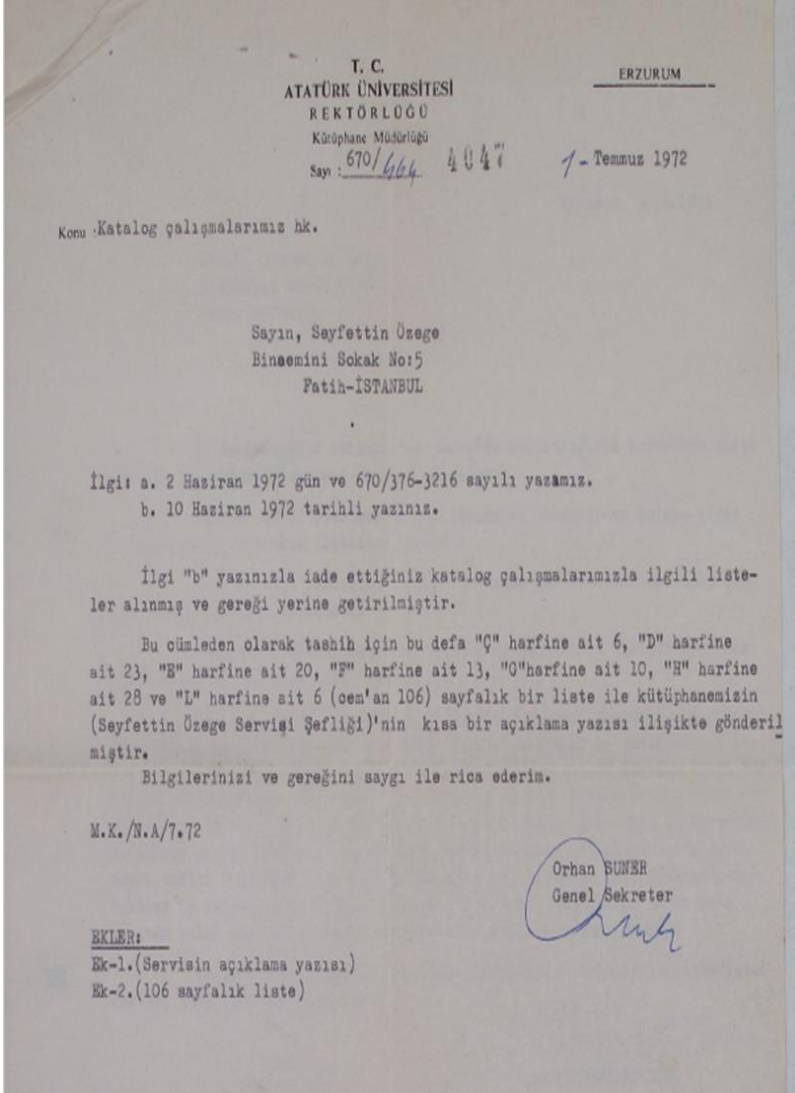 T. C.
ATATÜRK ÜNİVERSİTESİ
REKTÖRLÜĞÜ
Kütüphane Müdürlüğü
Sayı : 670/464 4047
ERZURUM
1- Temmuz 1972
Konu :Katalog çalışmalarımız hk.
Sayın, Seyfettin Özege
Binaemini Sokak No:5
Fatih-İSTANBUL
İlgi: a. 2 Haziran 1972 gün ve 670/376-3216 sayılı yazımız.
b. 10 Haziran 1972 tarihli yazınız.
İlgi "b" yazınızla iade ettiğiniz katalog çalışmalarımızla ilgili liste-
ler alınmış ve gereği yerine getirilmiştir.
Bu cümleden olarak tashih için bu defa "Ç" harfine ait 6, "D" harfine
ait 23, "E" harfine ait 20, "F" harfine ait 13, "G"harfine ait 10, "H" harfine
ait 28 ve "L" harfine ait 6 (cem'an 106) sayfalık bir liste ile kütüphanemizin
(Seyfettin Özege Servisi Şefliği)'nin kısa bir açıklama yazısı ilişikte gönderil
miştir.
Bilgilerinizi ve gereğini saygı ile rica ederim.
M.K./N.A/7.72
Orhan SUNER
Genel Sekreter
EKLER:
Ek-1.(Servisin açıklama yazısı)
Ek-2.(106 sayfalık liste)